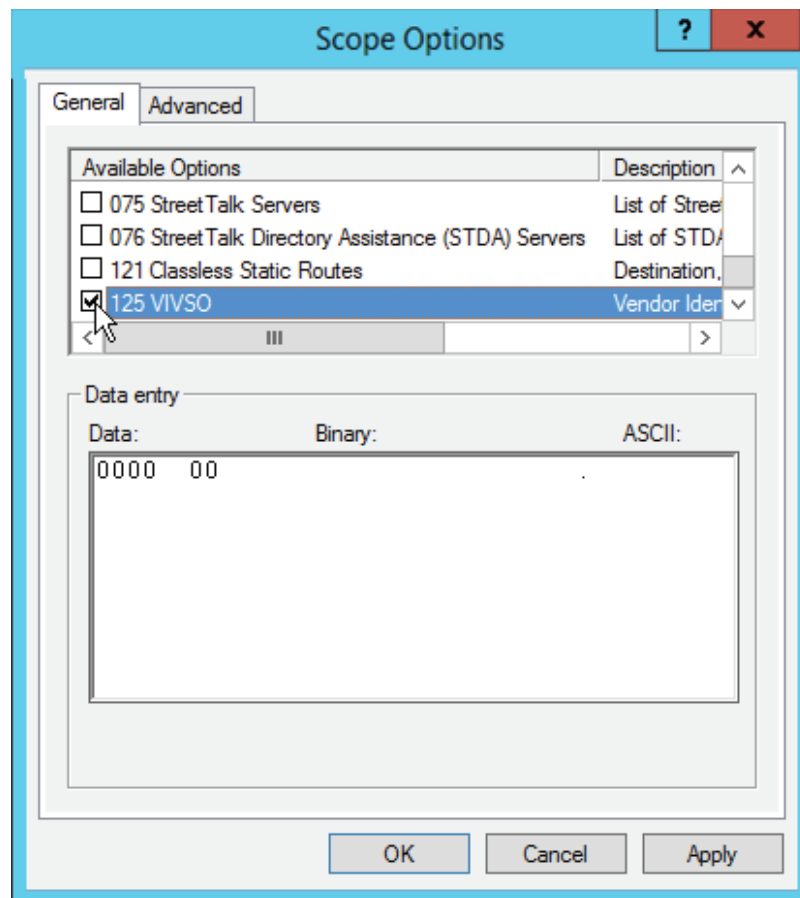 Scope Options
? x
General Advanced
Available Options Description
075 StreetTalk Servers List of Stree
076 StreetTalk Directory Assistance (STDA) Servers List of STDA
121 Classless Static Routes Destination,
125 VIVSO Vendor Iden
Data entry
Data: Binary: ASCII:
0000 00 .
OK Cancel Apply